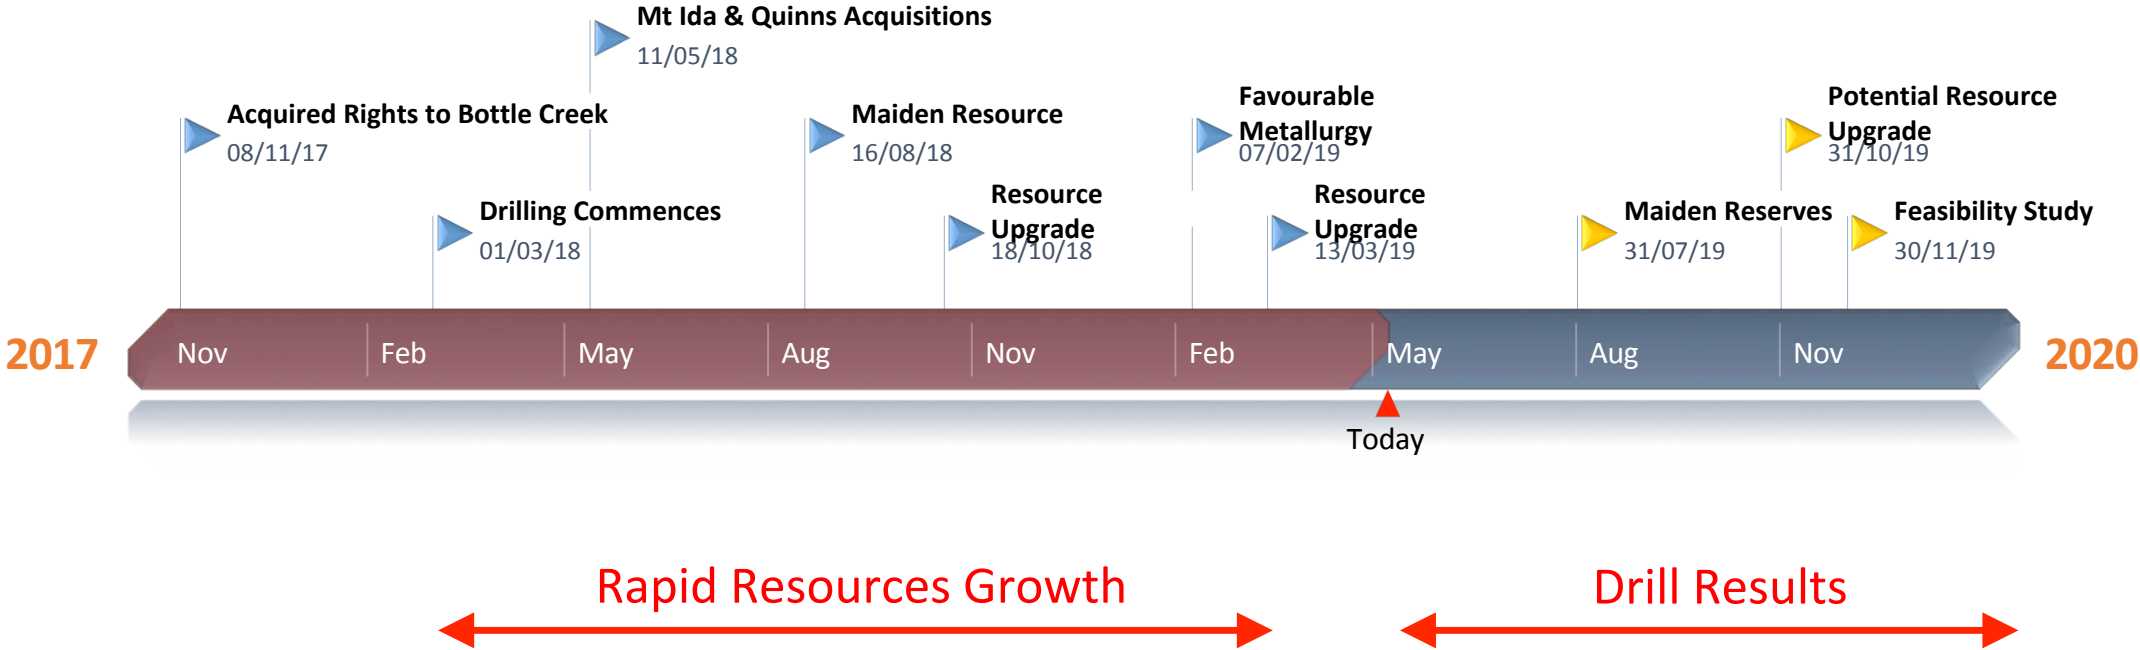 Mt Ida & Quinns Acquisitions
11/05/18
Acquired Rights to Bottle Creek
08/11/17
Maiden Resource
16/08/18
Favourable
Metallurgy
07/02/19
Potential Resource
Upgrade
31/10/19
Drilling Commences
01/03/18
Resource
Upgrade
18/10/18
Resource
Upgrade
13/03/19
Maiden Reserves
31/07/19
Feasibility Study
30/11/19
2017 Nov Feb May Aug Nov Feb May Aug Nov 2020
Today
Rapid Resources Growth
Drill Results